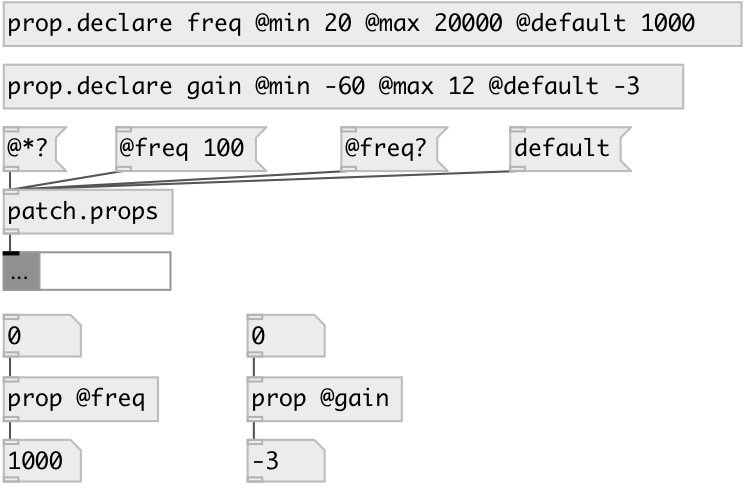 prop.declare freq @min 20 @max 20000 @default 1000
prop.declare gain @min -60 @max 12 @default -3
@*? @freq 100 @freq? default
patch.props
...
0 0
prop @freq prop @gain
1000 -3